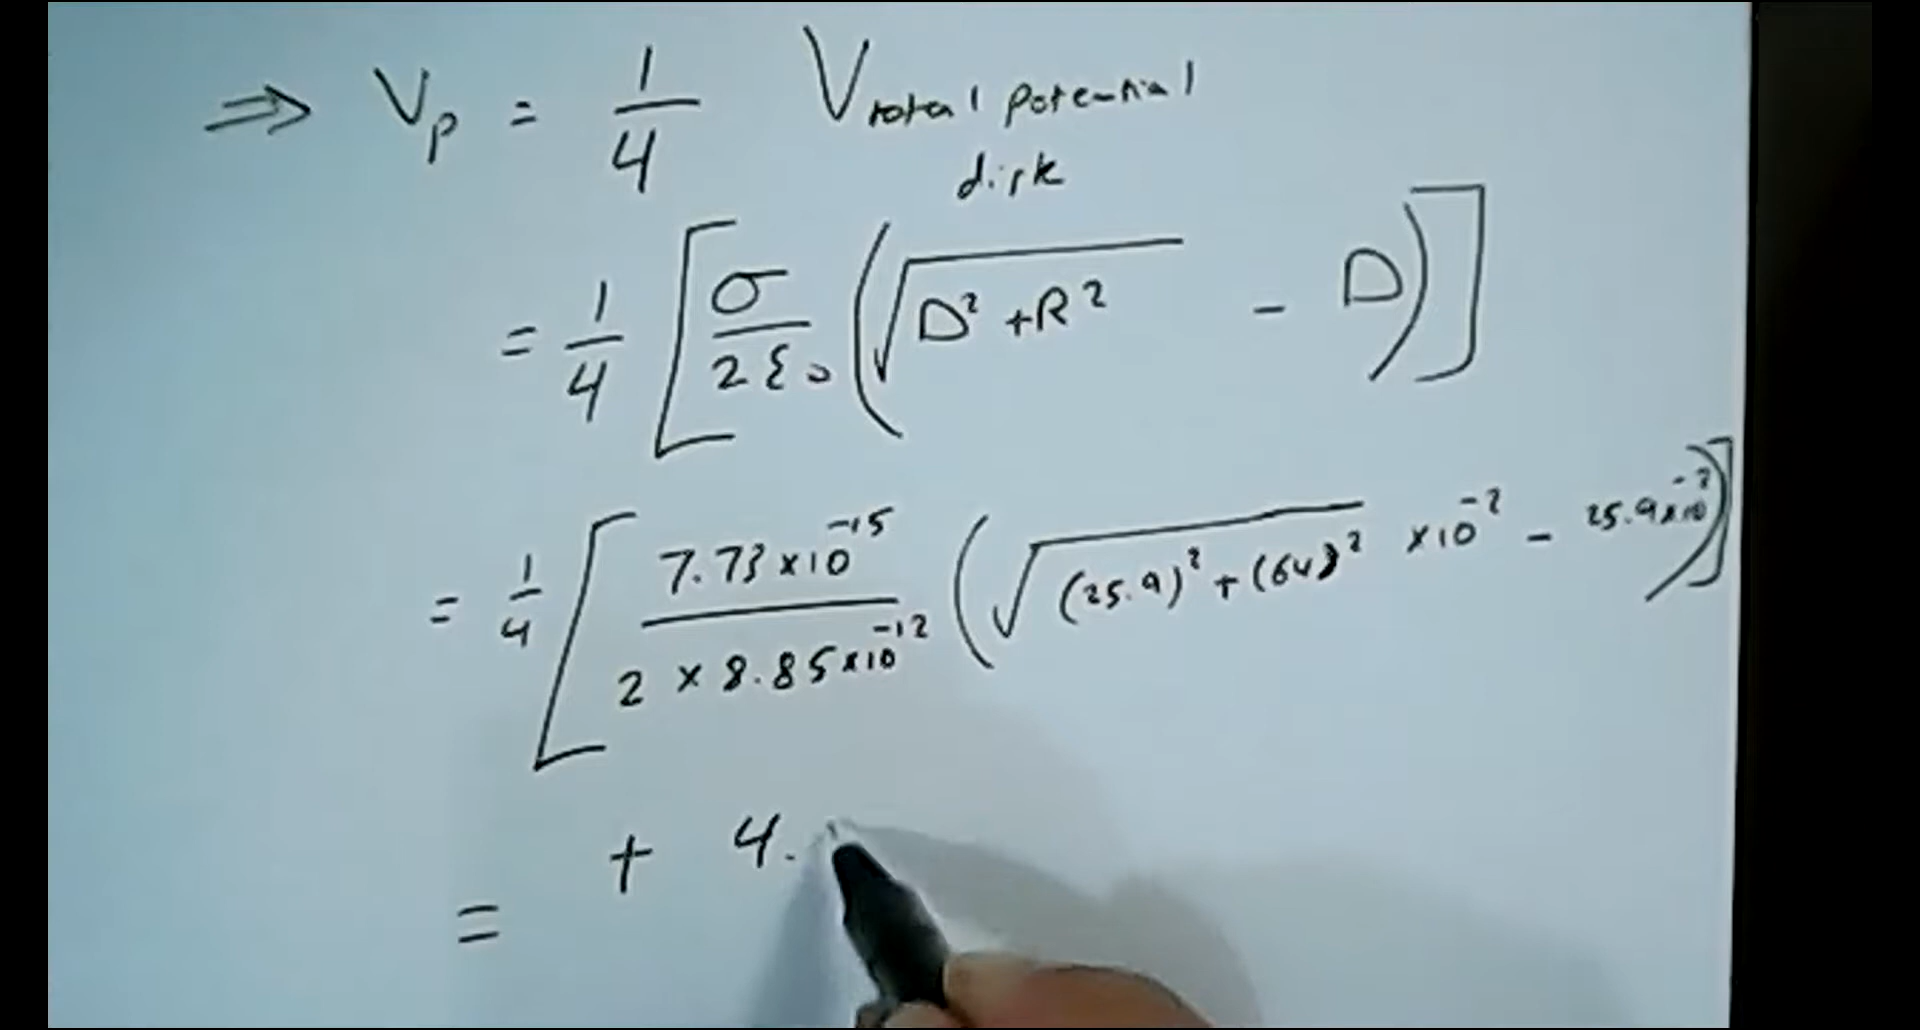 ⇒ Vp = 1/4 Vtotal potential
disk
= 1/4 [σ/2ε₀ (√(D² + R²) - D)]
= 1/4 [7.73 × 10⁻¹⁵ / 2 × 8.85 × 10⁻¹² (√((25.9)² + (64)²) × 10⁻² - 25.9 × 10⁻²)]
= + 4.